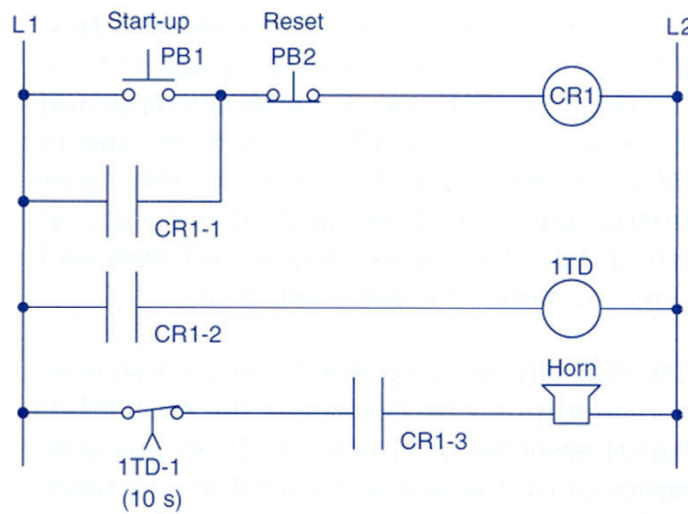 L1
Start-up
PB1
Reset
PB2
L2
CR1
CR1-1
1TD
CR1-2
Horn
1TD-1
(10 s)
CR1-3